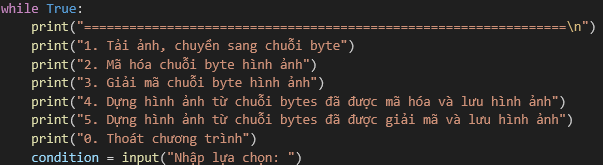 while True:
print("=================================================================\n")
print("1. Tải ảnh, chuyển sang chuỗi byte")
print("2. Mã hóa chuỗi byte hình ảnh")
print("3. Giải mã chuỗi byte hình ảnh")
print("4. Dựng hình ảnh từ chuỗi bytes đã được mã hóa và lưu hình ảnh")
print("5. Dựng hình ảnh từ chuỗi bytes đã được giải mã và lưu hình ảnh")
print("0. Thoát chương trình")
condition = input("Nhập lựa chọn: ")